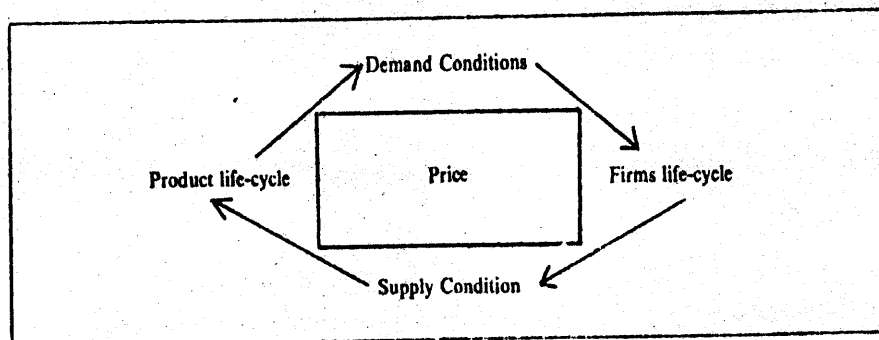 Demand Conditions
Product life-cycle
Price
Firms life-cycle
Supply Condition